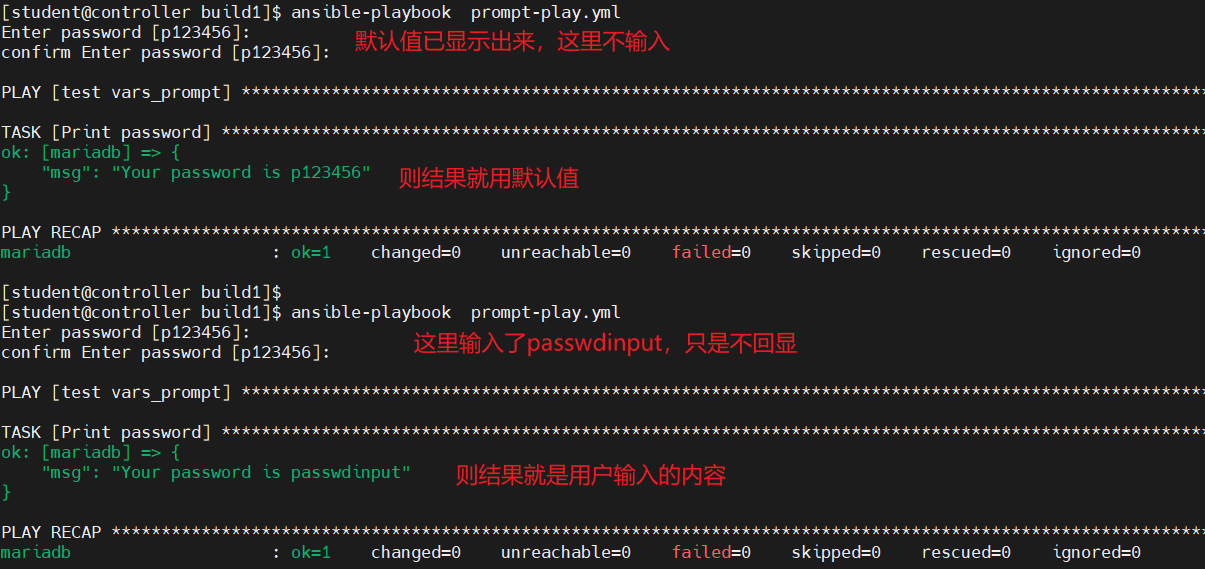 [student@controller build1]$ ansible-playbook  prompt-play.yml
Enter password [p123456]:
confirm Enter password [p123456]:
默认值已显示出来，这里不输入
PLAY [test vars_prompt] *************************************************************************************************
TASK [Print password] ***************************************************************************************************
ok: [mariadb] => {
    "msg": "Your password is p123456"
则结果就用默认值
}
PLAY RECAP **************************************************************************************************************
mariadb                    : ok=1    changed=0    unreachable=0    failed=0    skipped=0    rescued=0    ignored=0
[student@controller build1]$
[student@controller build1]$ ansible-playbook  prompt-play.yml
Enter password [p123456]:
confirm Enter password [p123456]:
这里输入了passwdinput，只是不回显
PLAY [test vars_prompt] *************************************************************************************************
TASK [Print password] ***************************************************************************************************
ok: [mariadb] => {
    "msg": "Your password is passwdinput"
则结果就是用户输入的内容
}
PLAY RECAP **************************************************************************************************************
mariadb                    : ok=1    changed=0    unreachable=0    failed=0    skipped=0    rescued=0    ignored=0